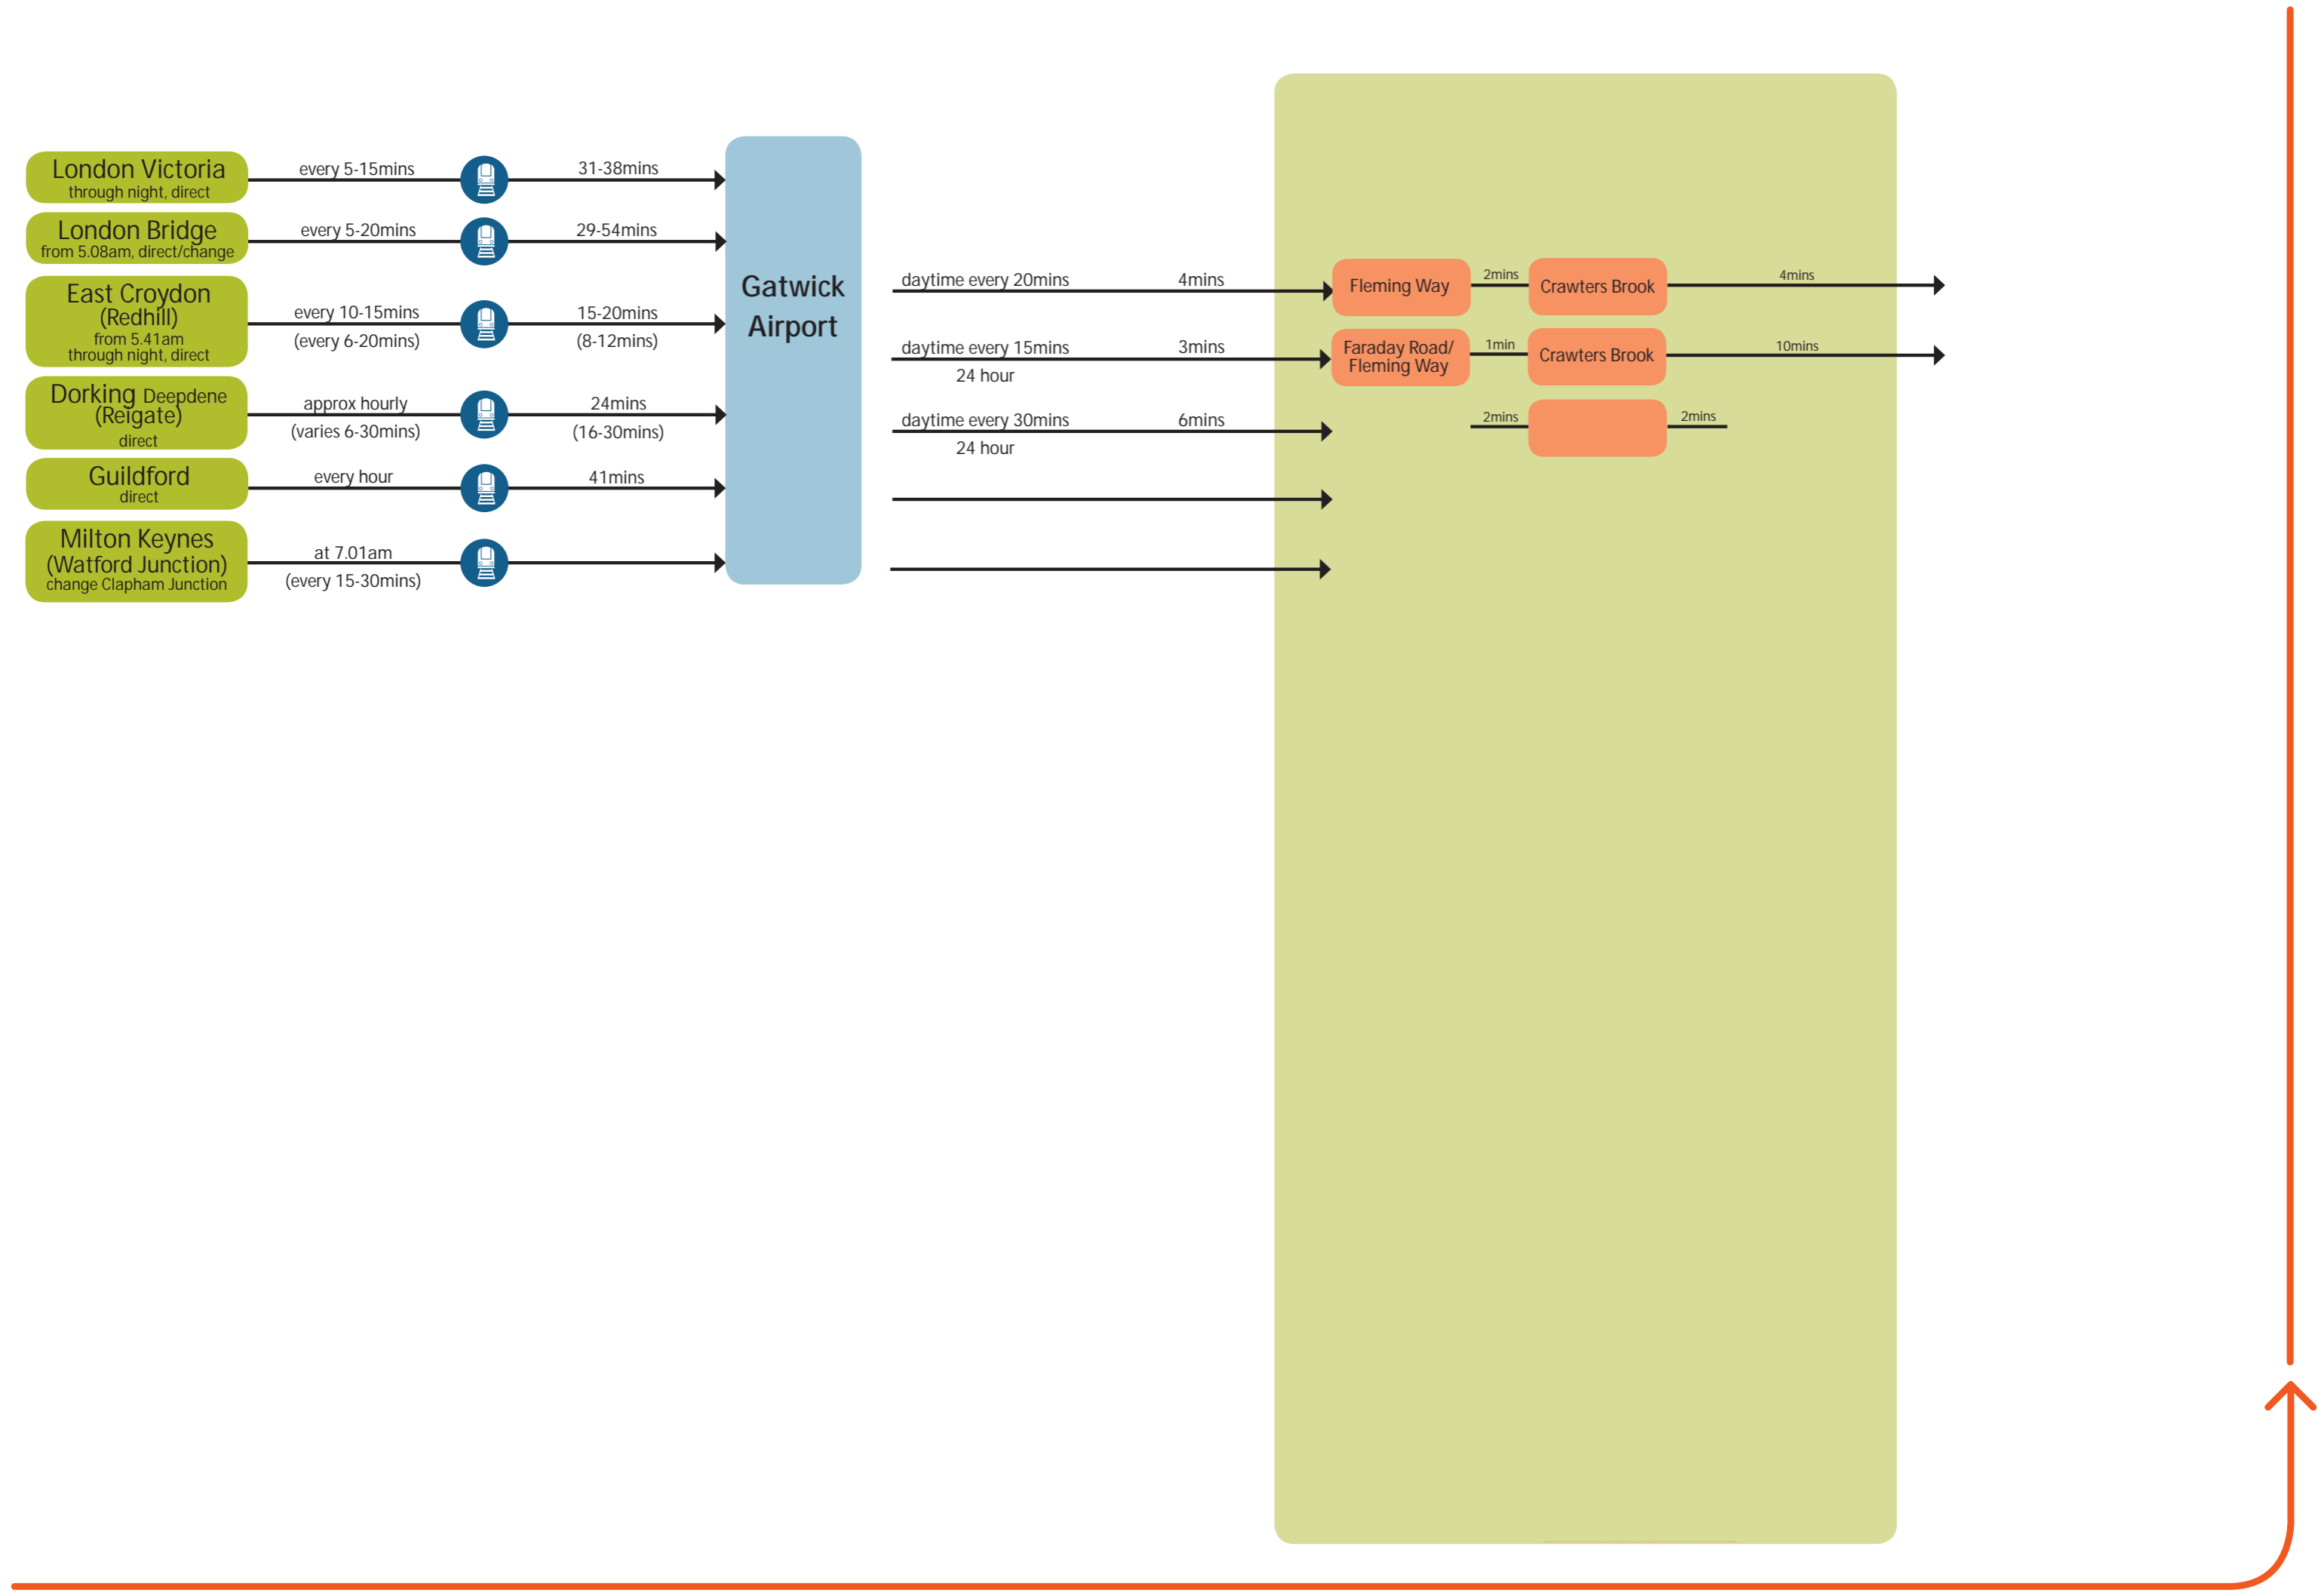 London Victoria
through night, direct
every 5-15mins
31-38mins
London Bridge
from 5.08am, direct/change
every 5-20mins
29-54mins
East Croydon
(Redhill)
from 5.41am
through night, direct
every 10-15mins
(every 6-20mins)
15-20mins
(8-12mins)
Dorking Deepdene
(Reigate)
direct
approx hourly
(varies 6-30mins)
24mins
(16-30mins)
Guildford
direct
every hour
41mins
Milton Keynes
(Watford Junction)
change Clapham Junction
at 7.01am
(every 15-30mins)
Gatwick
Airport
daytime every 20mins
4mins
Fleming Way
2mins
Crawters Brook
4mins
daytime every 15mins
24 hour
3mins
Faraday Road/
Fleming Way
1min
Crawters Brook
10mins
daytime every 30mins
24 hour
6mins
2mins
2mins